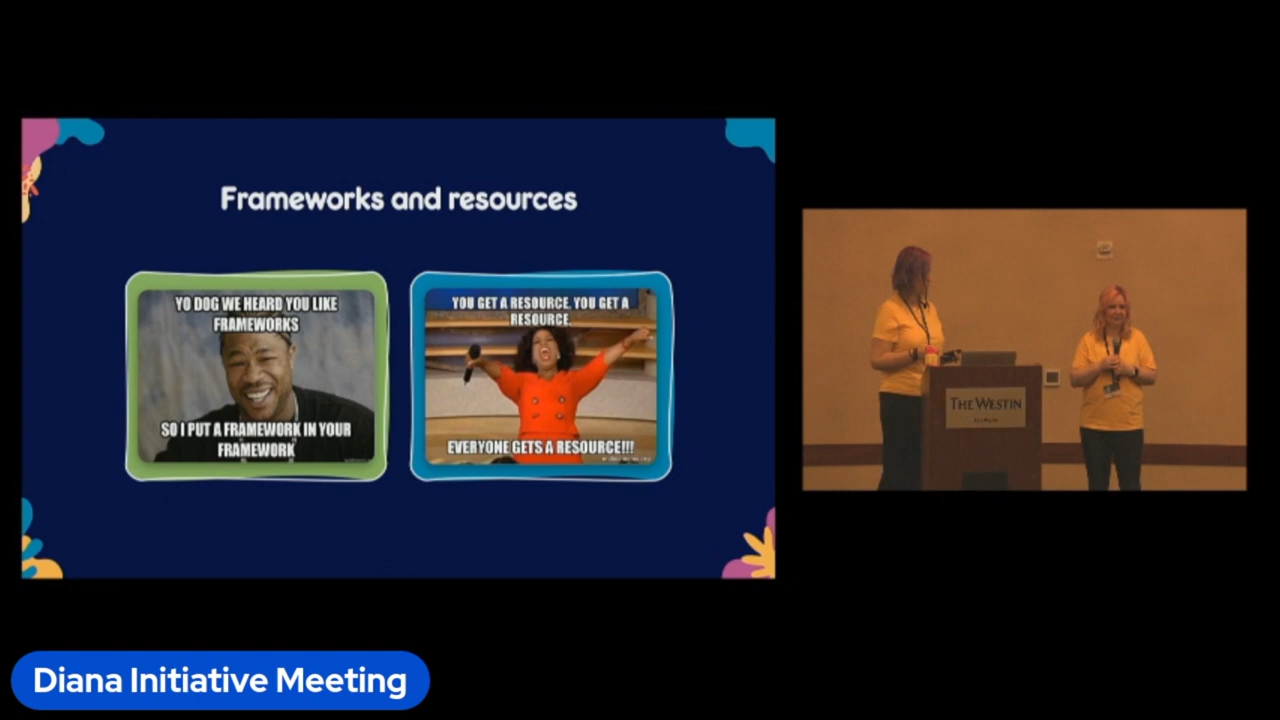 Frameworks and resources
YO DOG WE HEARD YOU LIKE
FRAMEWORKS
SO I PUT A FRAMEWORK IN YOUR
FRAMEWORK
YOU GET A RESOURCE. YOU GET A
RESOURCE.
EVERYONE GETS A RESOURCE!!!
THE WESTIN
Diana Initiative Meeting